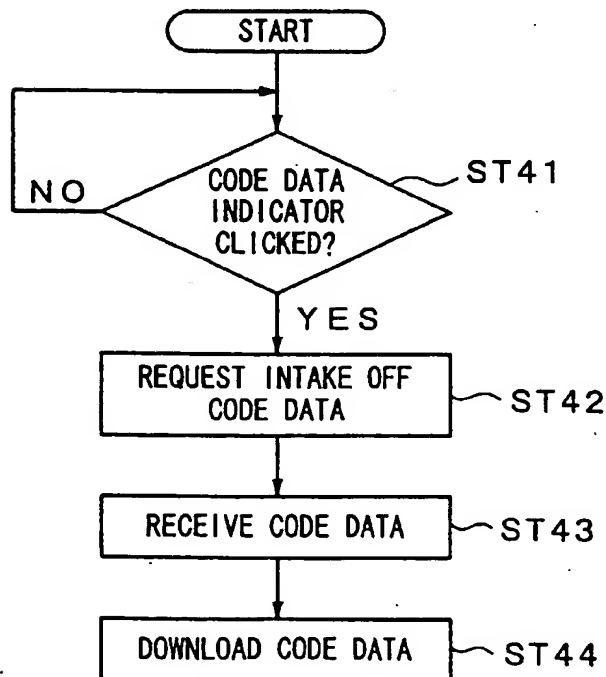 START
CODE DATA
INDICATOR
CLICKED?
ST41
NO
YES
REQUEST INTAKE OFF
CODE DATA
ST42
RECEIVE CODE DATA
ST43
DOWNLOAD CODE DATA
ST44